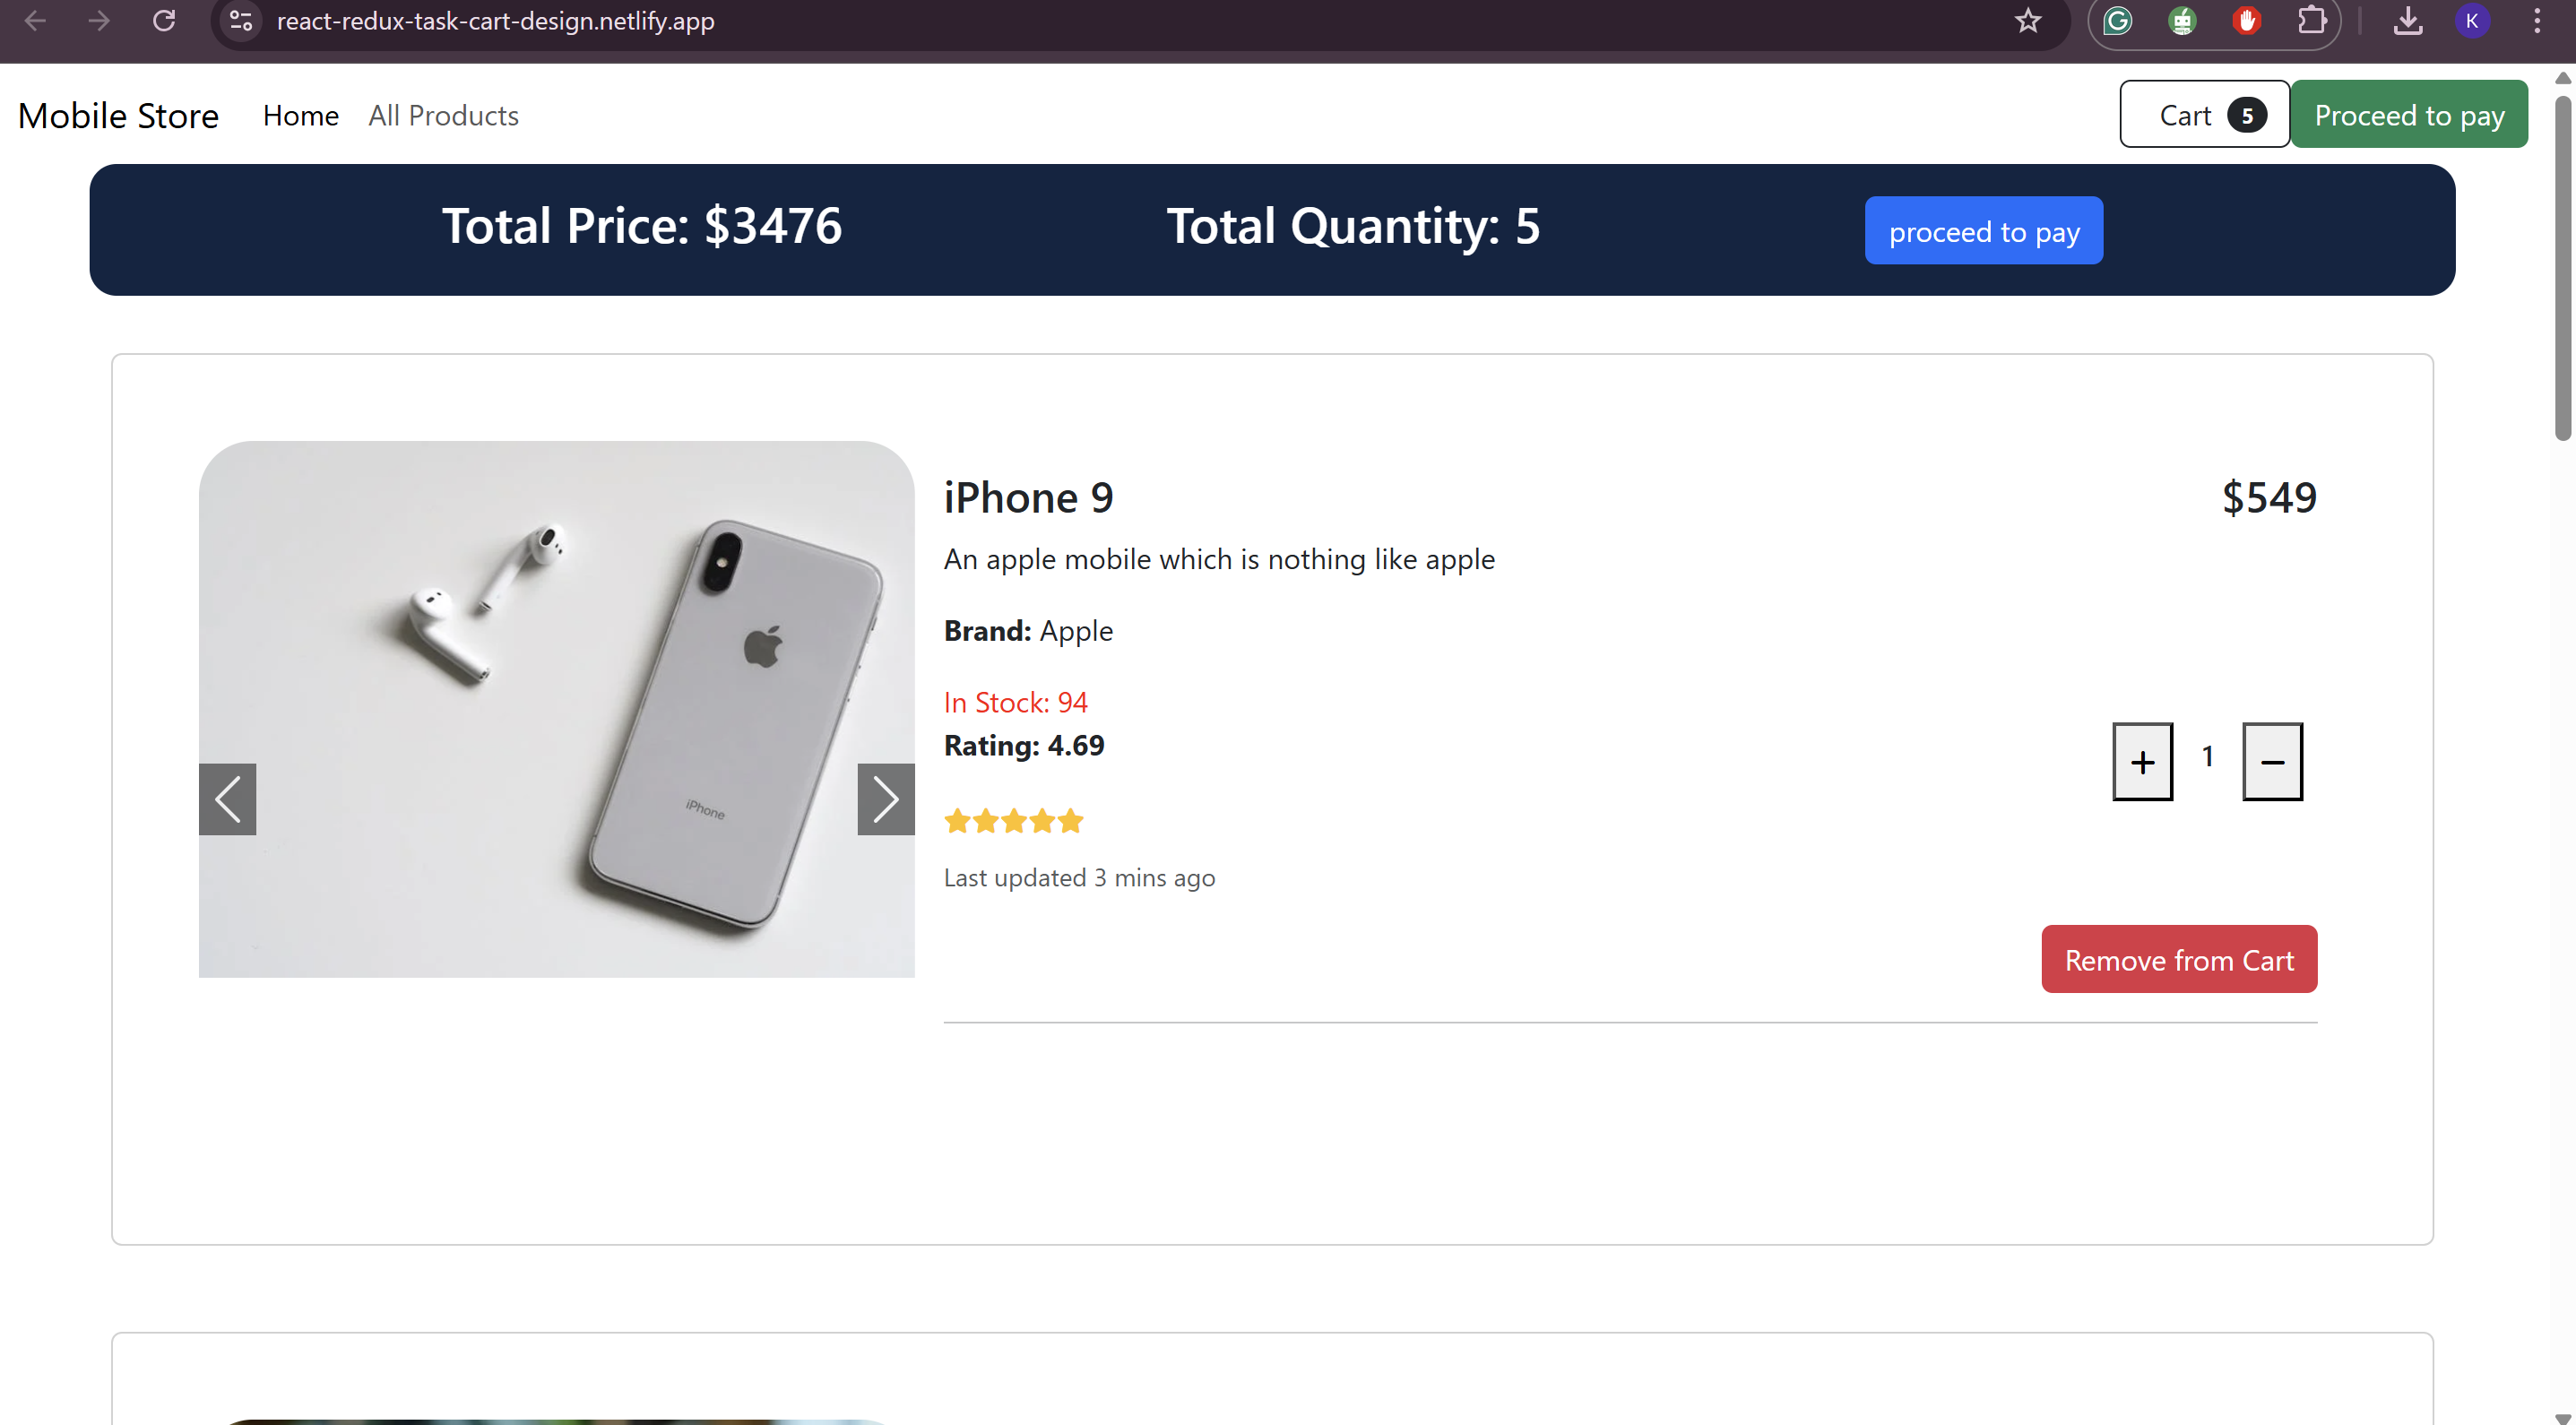 react-redux-task-cart-design.netlify.app
K
Mobile Store Home All Products Cart 5 Proceed to pay
Total Price: $3476 Total Quantity: 5 proceed to pay
iPhone 9 $549
An apple mobile which is nothing like apple
Brand: Apple
In Stock: 94
Rating: 4.69
+ 1 −
iPhone
Last updated 3 mins ago
Remove from Cart